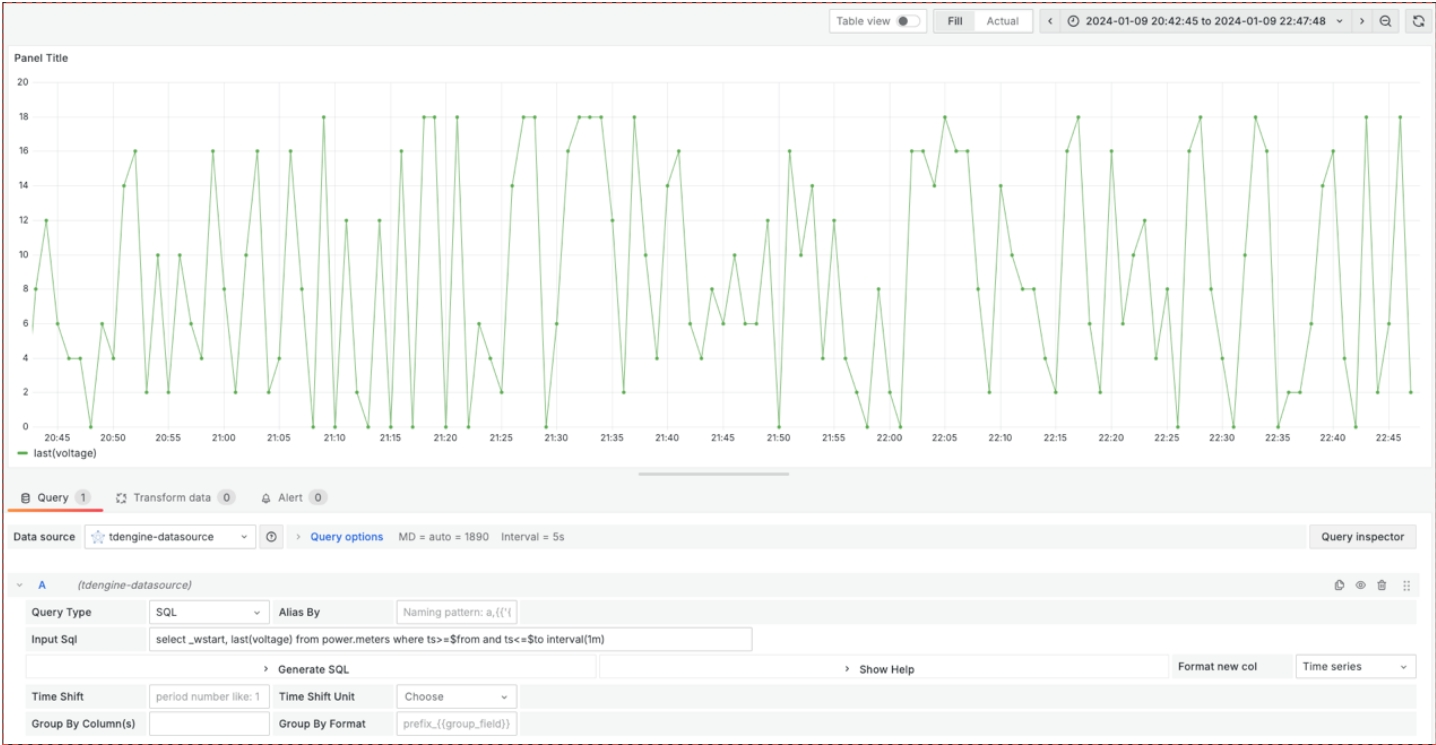 Table view Fill Actual 2024-01-09 20:42:45 to 2024-01-09 22:47:48
Panel Title
20
18
16
14
12
10
8
6
4
2
0
20:45 20:50 20:55 21:00 21:05 21:10 21:15 21:20 21:25 21:30 21:35 21:40 21:45 21:50 21:55 22:00 22:05 22:10 22:15 22:20 22:25 22:30 22:35 22:40 22:45
last(voltage)
Query 1 Transform data 0 Alert 0
Data source tdengine-datasource Query options MD = auto = 1890 Interval = 5s Query inspector
A (tdengine-datasource)
Query Type SQL Alias By Naming pattern: a,{{'{
Input Sql select _wstart, last(voltage) from power.meters where ts>=$from and ts<=$to interval(1m)
Generate SQL Show Help Format new col Time series
Time Shift period number like: 1 Time Shift Unit Choose
Group By Column(s) Group By Format prefix_{{group_field}}